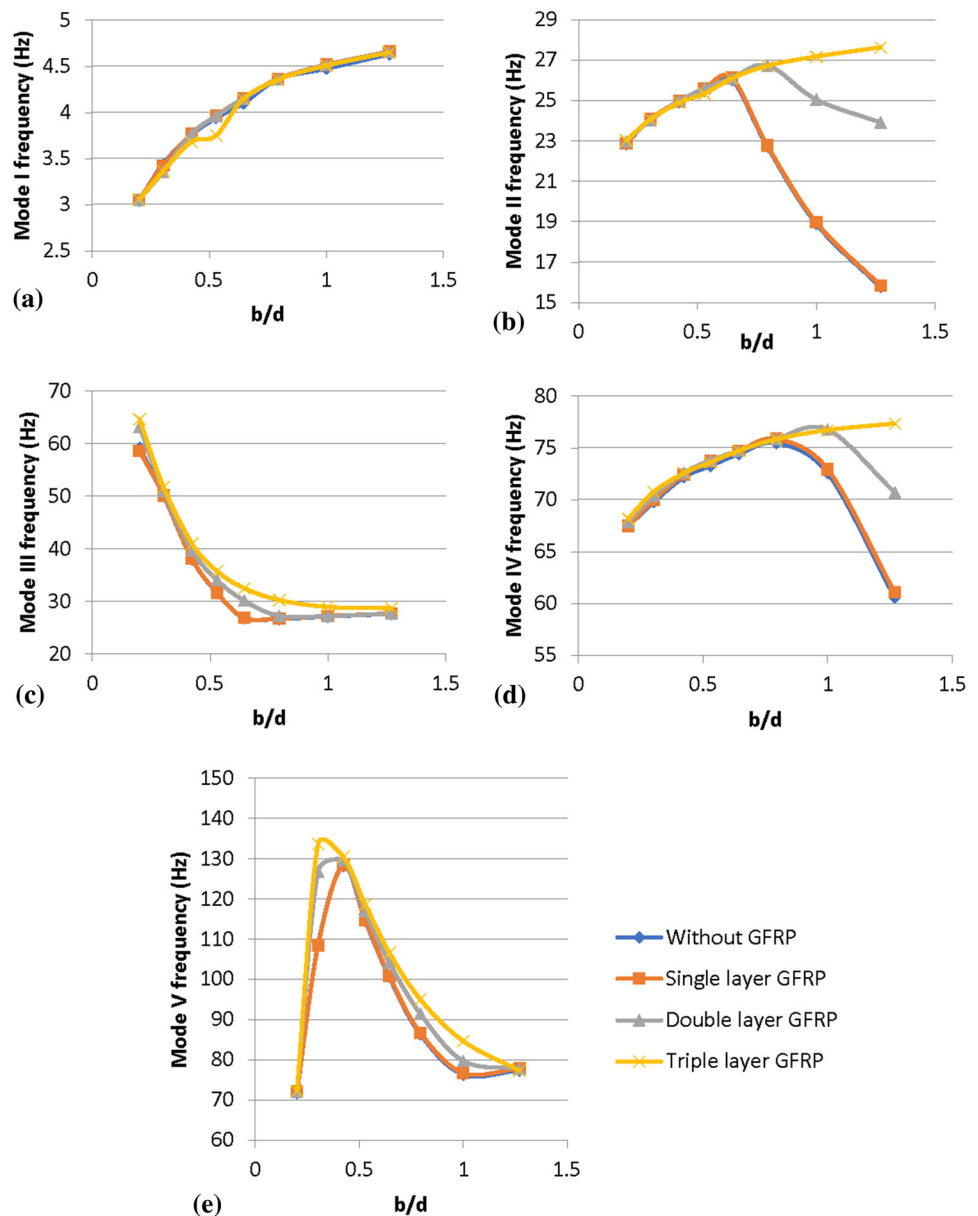 5
4.5
4
3.5
3
2.5
0
0.5
1
1.5
Mode I frequency (Hz)
b/d
(a)
29
27
25
23
21
19
17
15
0
0.5
1
1.5
Mode II frequency (Hz)
b/d
(b)
70
60
50
40
30
20
0
0.5
1
1.5
Mode III frequency (Hz)
b/d
(c)
80
75
70
65
60
55
0
0.5
1
1.5
Mode IV frequency (Hz)
b/d
(d)
150
140
130
120
110
100
90
80
70
60
0
0.5
1
1.5
Mode V frequency (Hz)
b/d
(e)
Without GFRP
Single layer GFRP
Double layer GFRP
Triple layer GFRP